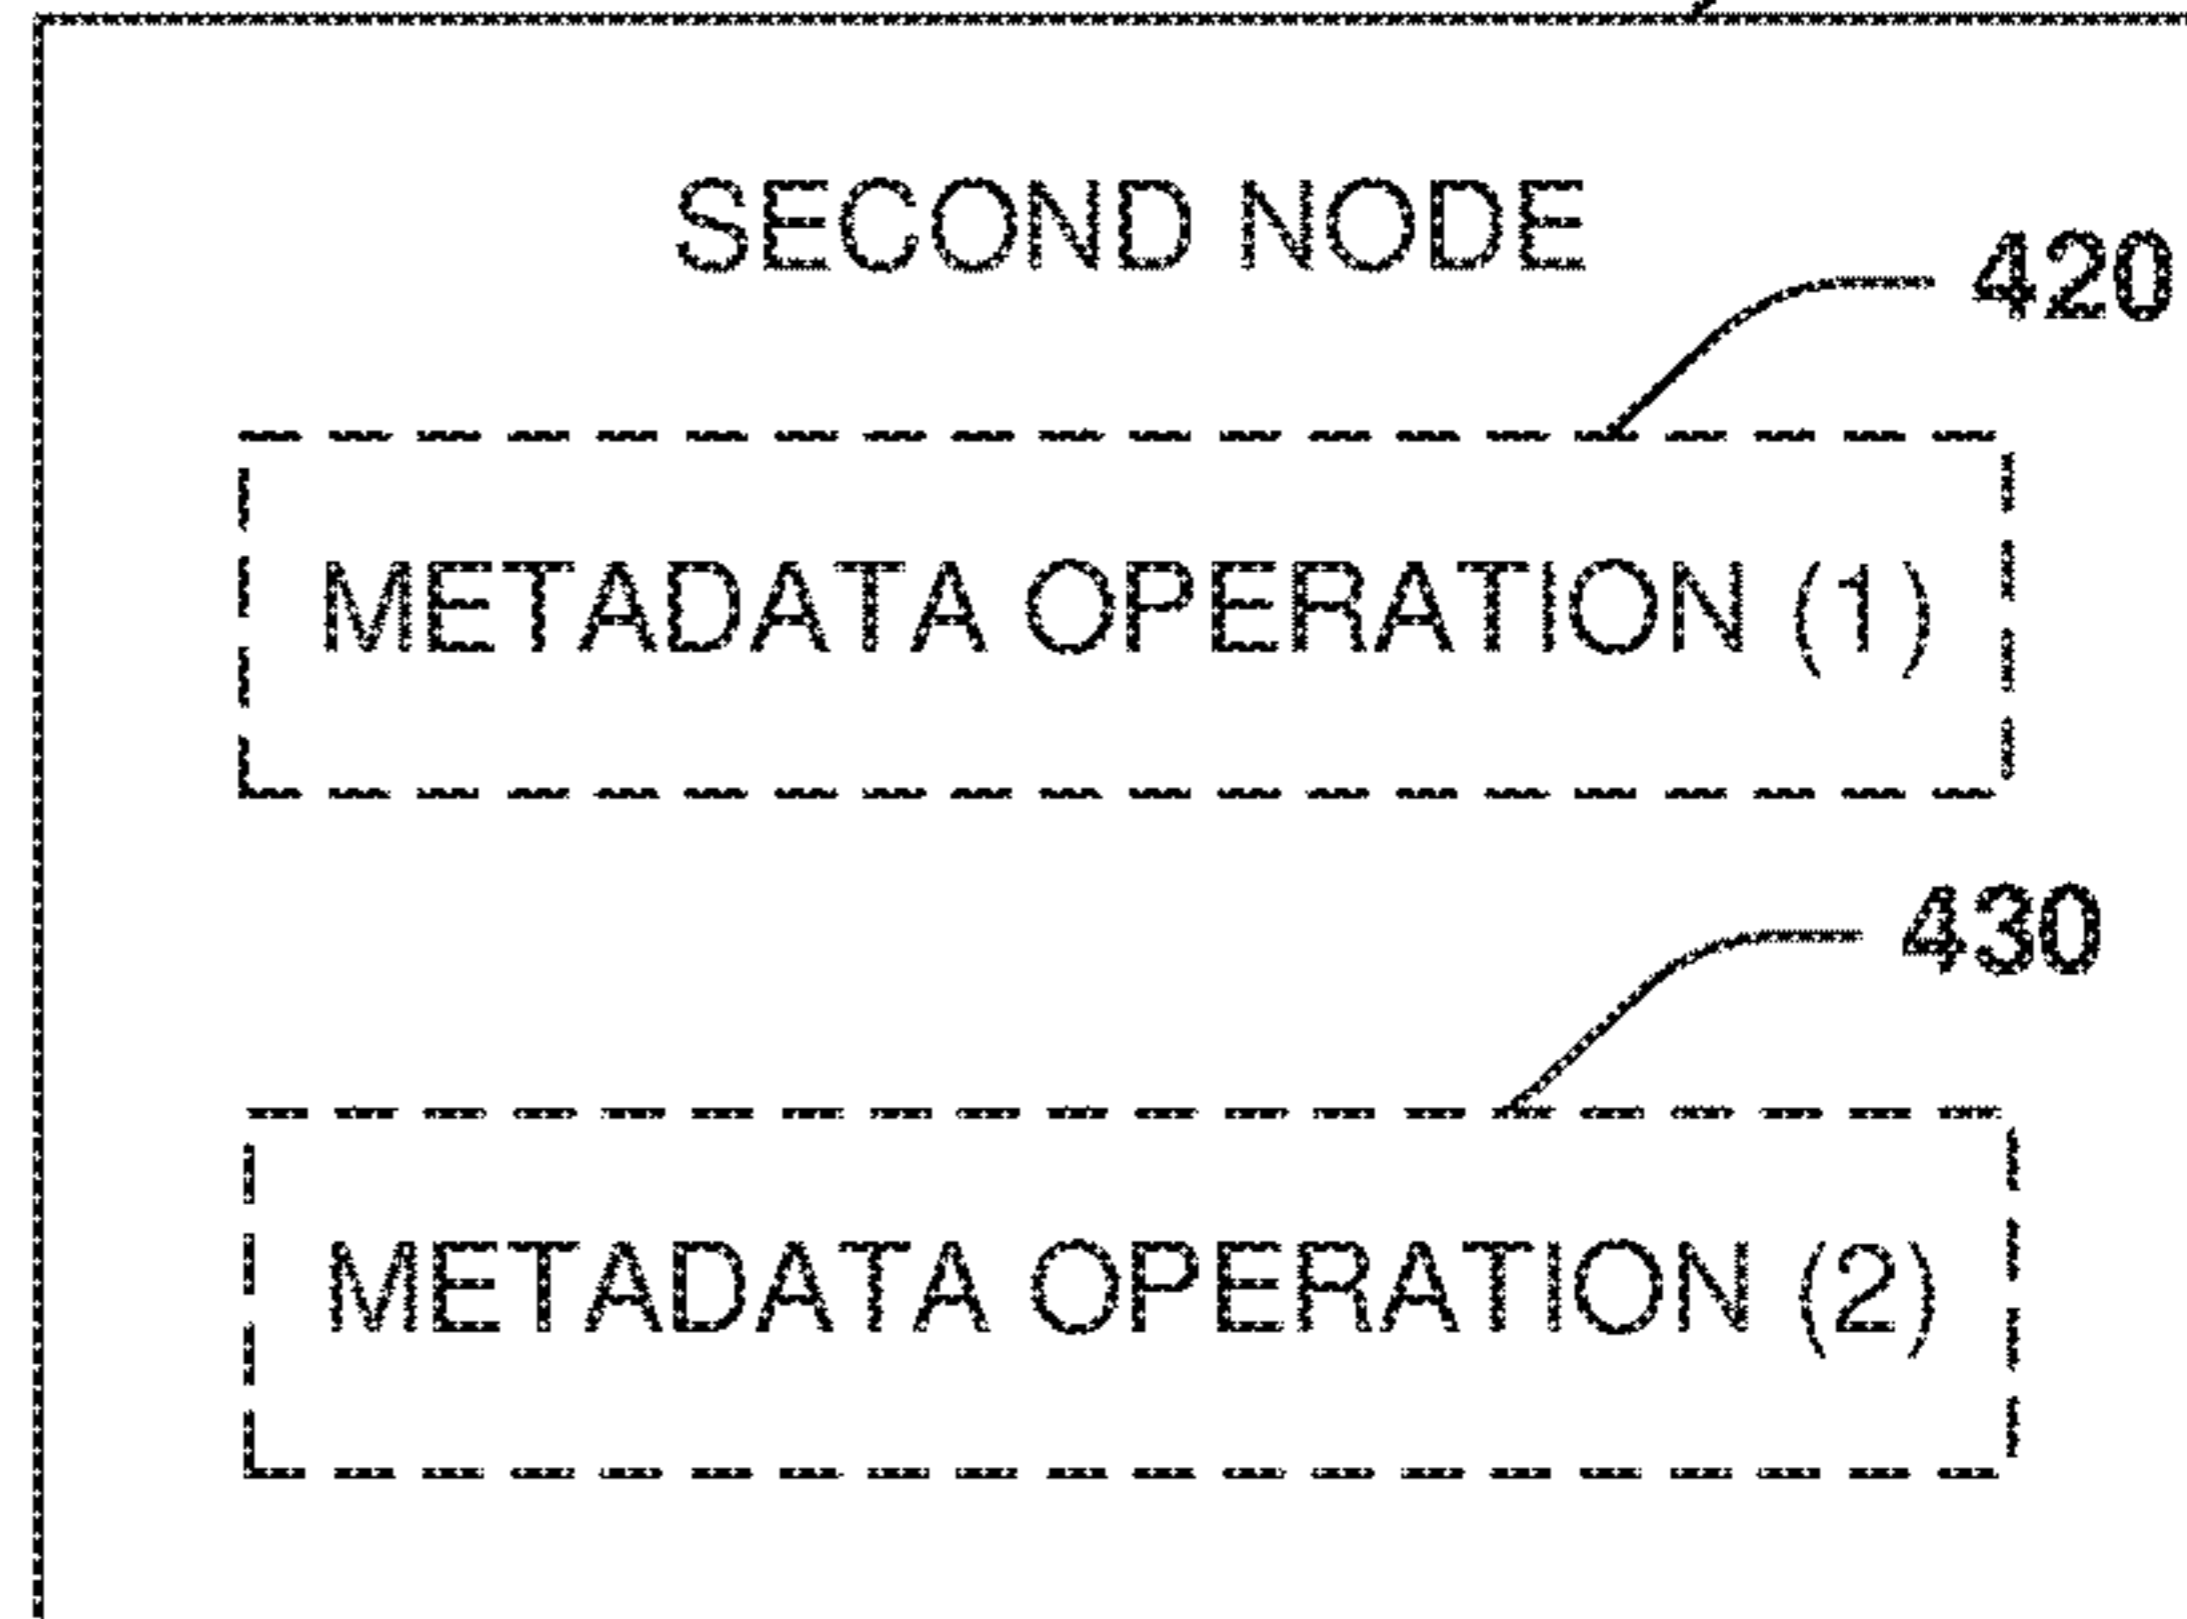 SECOND NODE
420
METADATA OPERATION (1)
430
METADATA OPERATION (2)